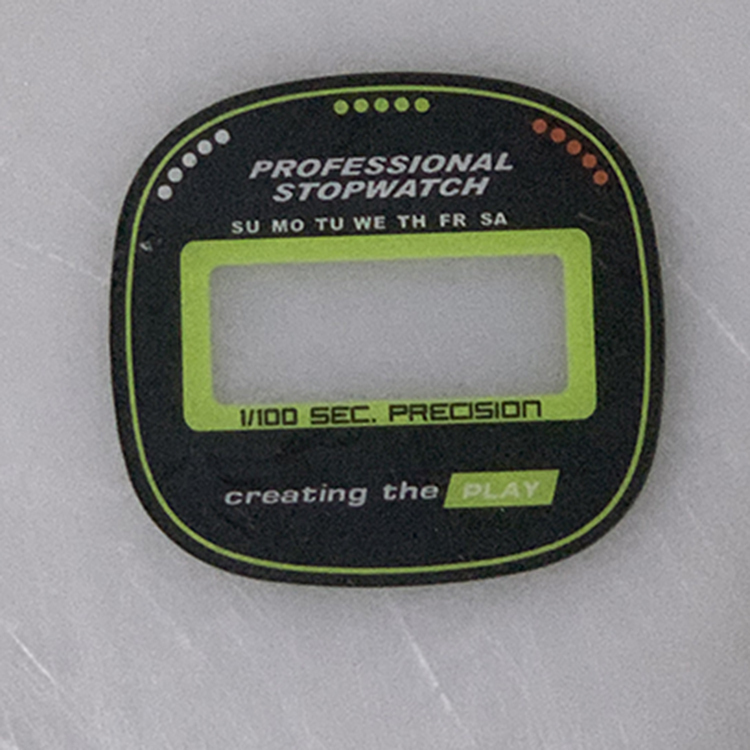 PROFESSIONAL
STOPWATCH
SU MO TU WE TH FR SA
1/100 SEC. PRECISION
creating the PLAY